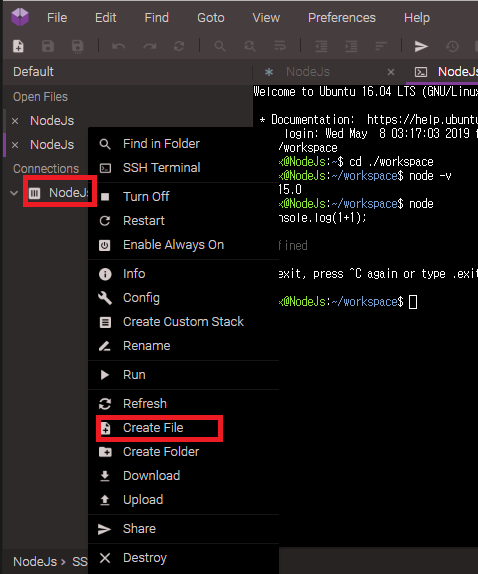 File Edit Find Goto View Preferences Help
Default
Open Files
NodeJs
NodeJs
Connections
NodeJs
Find in Folder
SSH Terminal
Turn Off
Restart
Enable Always On
Info
Config
Create Custom Stack
Rename
Run
Refresh
Create File
Create Folder
Download
Upload
Share
Destroy
NodeJs > SS
* NodeJs
NodeJs
Welcome to Ubuntu 16.04 LTS (GNU/Linux
* Documentation: https://help.ubuntu
login: Wed May 8 03:17:03 2019 f
/workspace
@NodeJs:~$ cd ./workspace
@NodeJs:~/workspace$ node -v
15.0
@NodeJs:~/workspace$ node
nsole.log(1+1);
fined
exit, press ^C again or type .exit
@NodeJs:~/workspace$